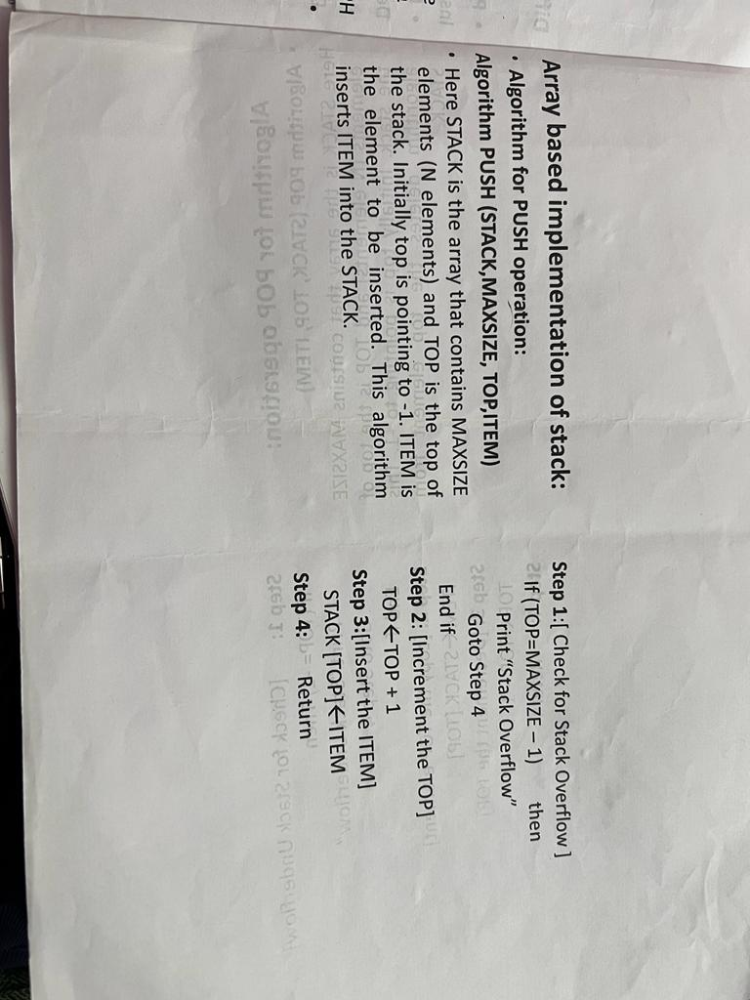 Array based implementation of stack:
• Algorithm for PUSH operation:
Algorithm PUSH (STACK,MAXSIZE, TOP,ITEM)
• Here STACK is the array that contains MAXSIZE
elements (N elements) and TOP is the top of
the stack. Initially top is pointing to -1. ITEM is
the element to be inserted. This algorithm
inserts ITEM into the STACK.
Step 1:[ Check for Stack Overflow ]
If (TOP=MAXSIZE – 1) then
Print “Stack Overflow”
Goto Step 4
End if
Step 2: [Increment the TOP]
TOP←TOP + 1
Step 3:[Insert the ITEM]
STACK [TOP]←ITEM
Step 4: Return